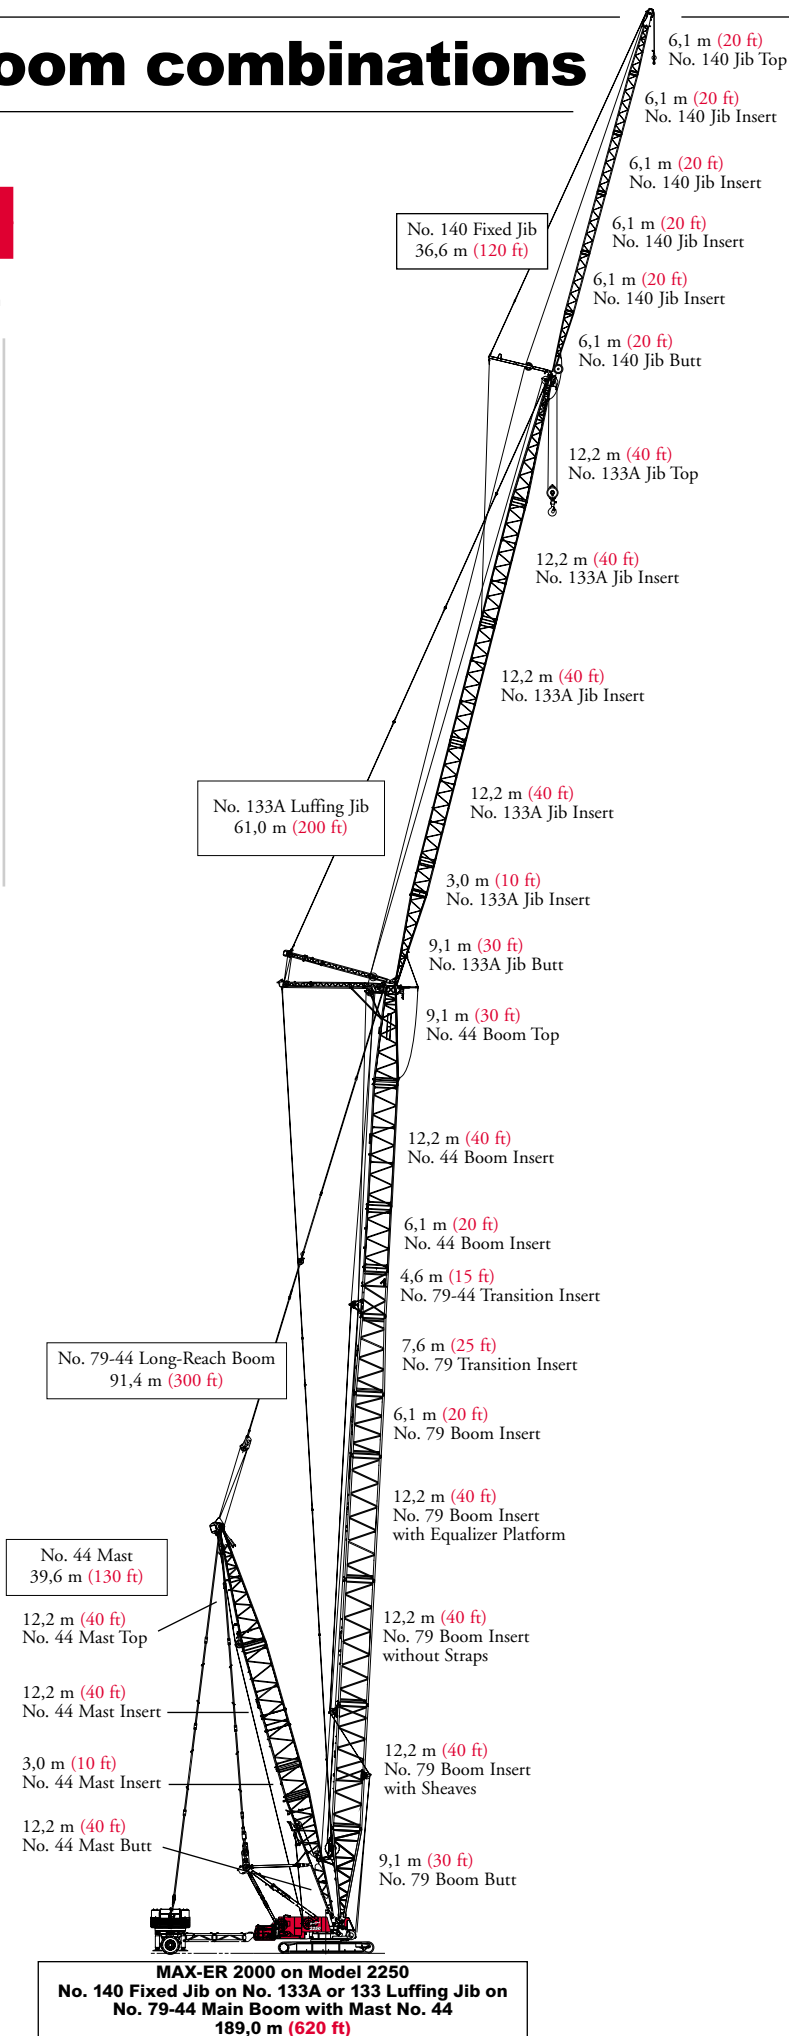 oom combinations
6,1 m (20 ft)
No. 140 Jib Top
6,1 m (20 ft)
No. 140 Jib Insert
6,1 m (20 ft)
No. 140 Jib Insert
6,1 m (20 ft)
No. 140 Jib Insert
No. 140 Fixed Jib
36,6 m (120 ft)
6,1 m (20 ft)
No. 140 Jib Insert
6,1 m (20 ft)
No. 140 Jib Butt
12,2 m (40 ft)
No. 133A Jib Top
12,2 m (40 ft)
No. 133A Jib Insert
12,2 m (40 ft)
No. 133A Jib Insert
12,2 m (40 ft)
No. 133A Jib Insert
No. 133A Luffing Jib
61,0 m (200 ft)
3,0 m (10 ft)
No. 133A Jib Insert
9,1 m (30 ft)
No. 133A Jib Butt
9,1 m (30 ft)
No. 44 Boom Top
12,2 m (40 ft)
No. 44 Boom Insert
6,1 m (20 ft)
No. 44 Boom Insert
4,6 m (15 ft)
No. 79-44 Transition Insert
7,6 m (25 ft)
No. 79 Transition Insert
No. 79-44 Long-Reach Boom
91,4 m (300 ft)
6,1 m (20 ft)
No. 79 Boom Insert
12,2 m (40 ft)
No. 79 Boom Insert
with Equalizer Platform
No. 44 Mast
39,6 m (130 ft)
12,2 m (40 ft)
No. 44 Mast Top
12,2 m (40 ft)
No. 79 Boom Insert
without Straps
12,2 m (40 ft)
No. 44 Mast Insert
12,2 m (40 ft)
No. 79 Boom Insert
with Sheaves
3,0 m (10 ft)
No. 44 Mast Insert
12,2 m (40 ft)
No. 44 Mast Butt
9,1 m (30 ft)
No. 79 Boom Butt
2250
MAX-ER 2000 on Model 2250
No. 140 Fixed Jib on No. 133A or 133 Luffing Jib on
No. 79-44 Main Boom with Mast No. 44
189,0 m (620 ft)